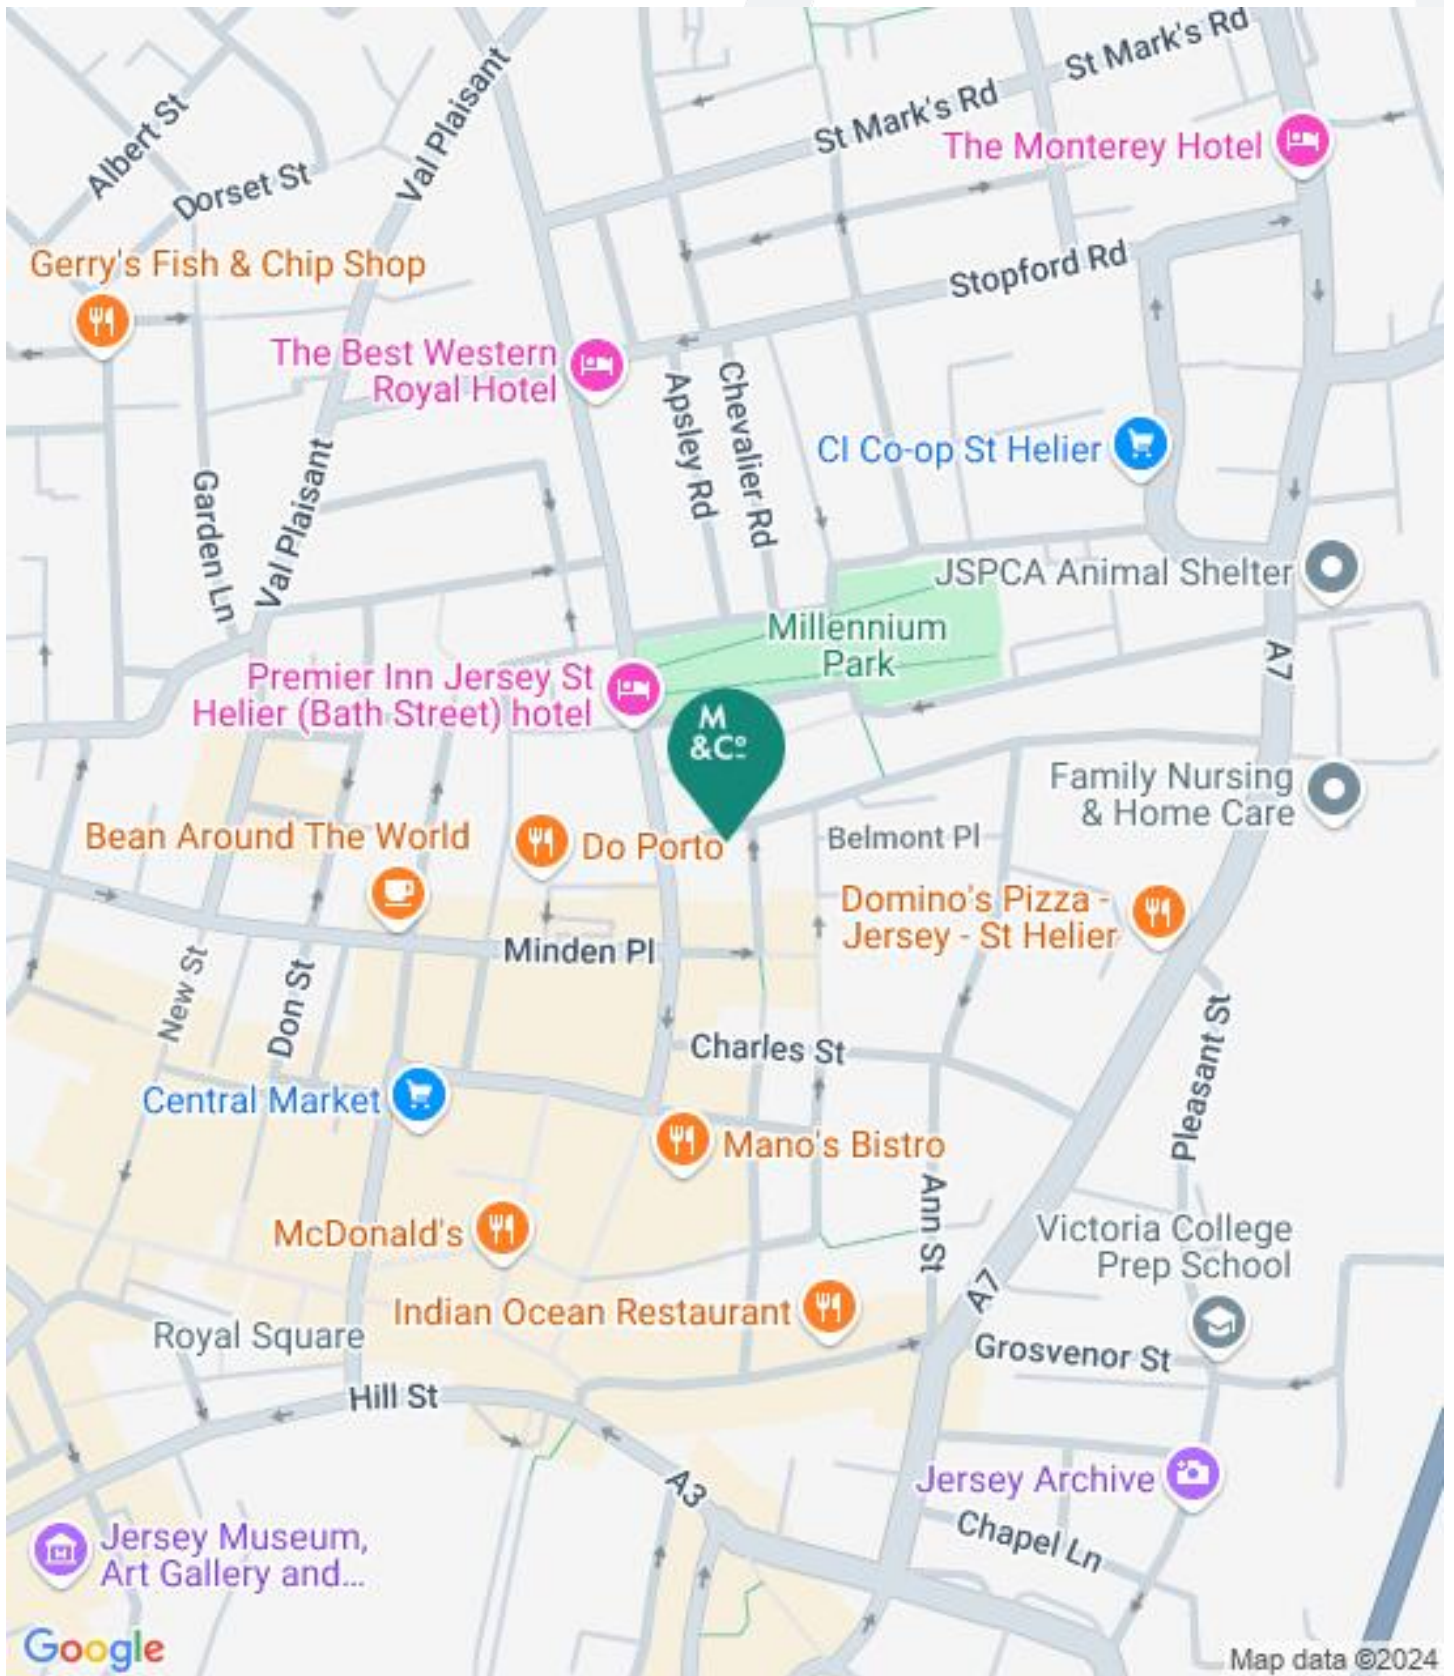 St Mark's Rd
St Mark's Rd
Albert St
Val Plaisant
The Monterey Hotel
Dorset St
Gerry's Fish & Chip Shop
Stopford Rd
The Best Western
Royal Hotel
Apsley Rd
Chevalier Rd
CI Co-op St Helier
Garden Ln
Val Plaisant
JSPCA Animal Shelter
Millennium
Park
A7
Premier Inn Jersey St
Helier (Bath Street) hotel
M
&Cº
Family Nursing
& Home Care
Bean Around The World
Do Porto
Belmont Pl
Domino's Pizza -
Jersey - St Helier
Minden Pl
New St
Don St
Charles St
Pleasant St
Central Market
Mano's Bistro
Ann St
McDonald's
Victoria College
Prep School
A7
Indian Ocean Restaurant
Royal Square
Grosvenor St
Hill St
A3
Jersey Archive
Chapel Ln
Jersey Museum,
Art Gallery and...
Google
Map data ©2024